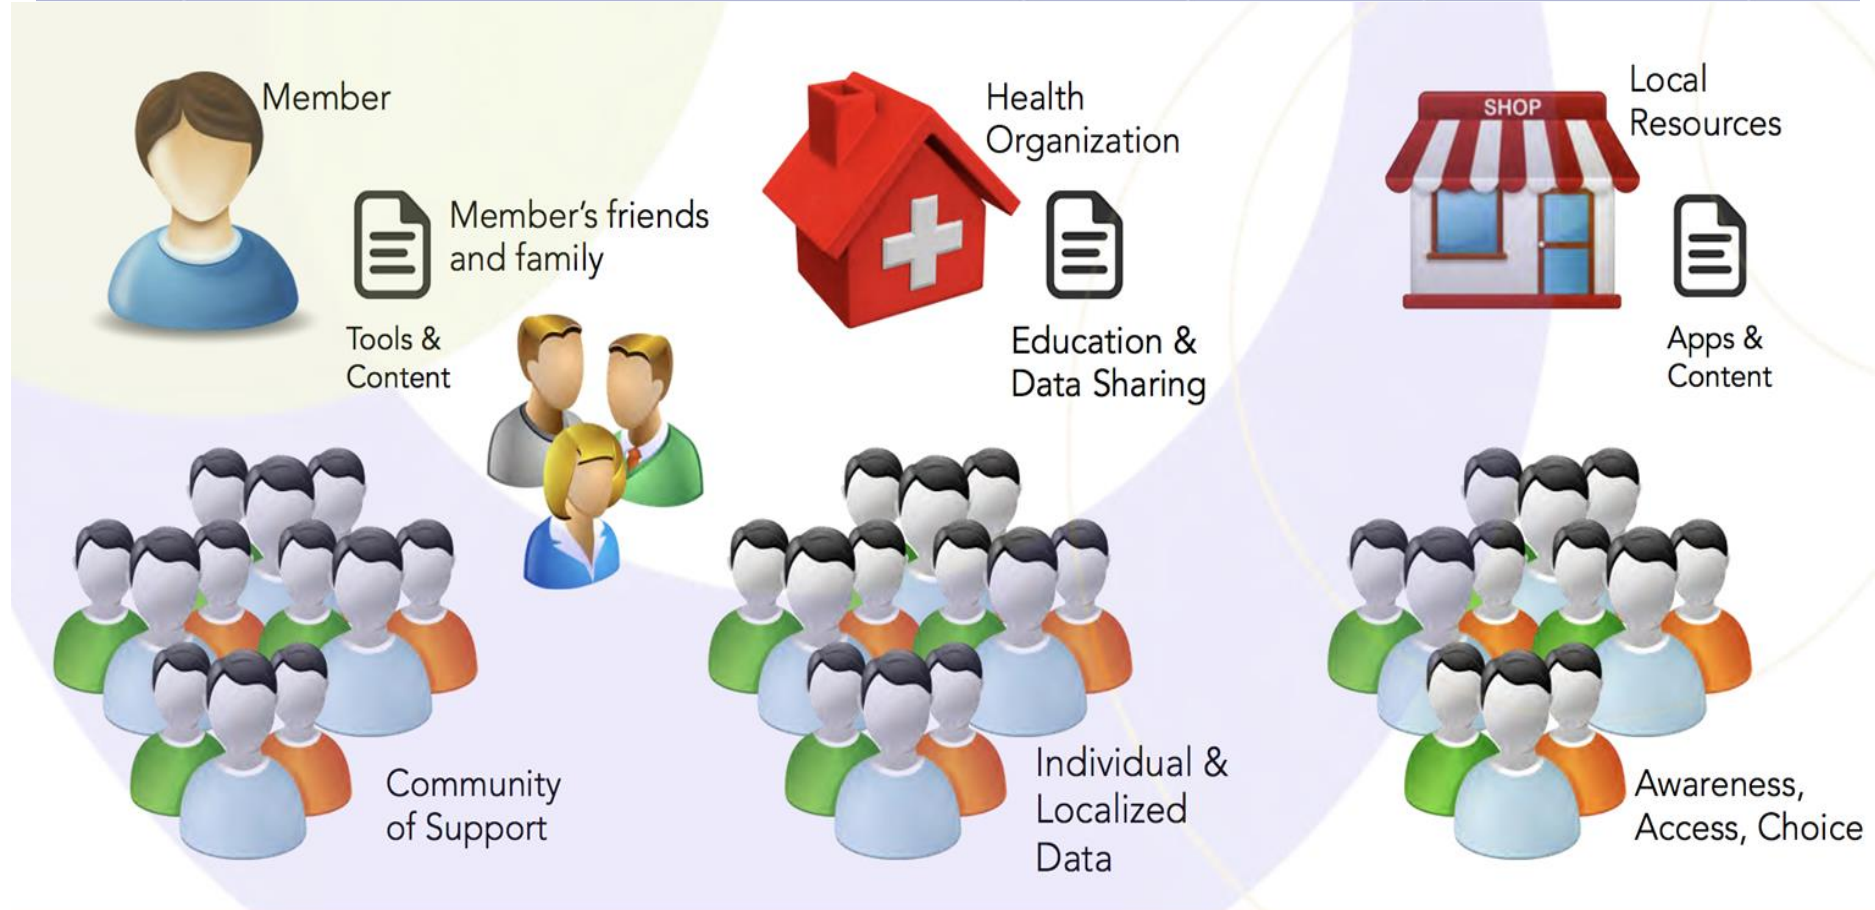 Member
Member's friends
and family
Tools &
Content
Health
Organization
Education &
Data Sharing
SHOP
Local
Resources
Apps &
Content
Community
of Support
Individual &
Localized
Data
Awareness,
Access, Choice